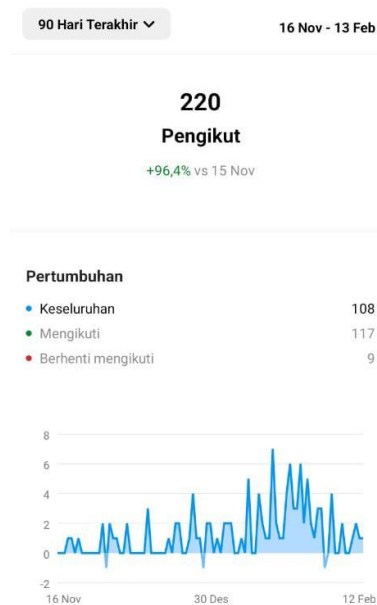 90 Hari Terakhir
16 Nov - 13 Feb
220
Pengikut
+96,4% vs 15 Nov
Pertumbuhan
Keseluruhan 108
Mengikuti 117
Berhenti mengikuti 9
8
6
4
2
0
-2
16 Nov 30 Des 12 Feb